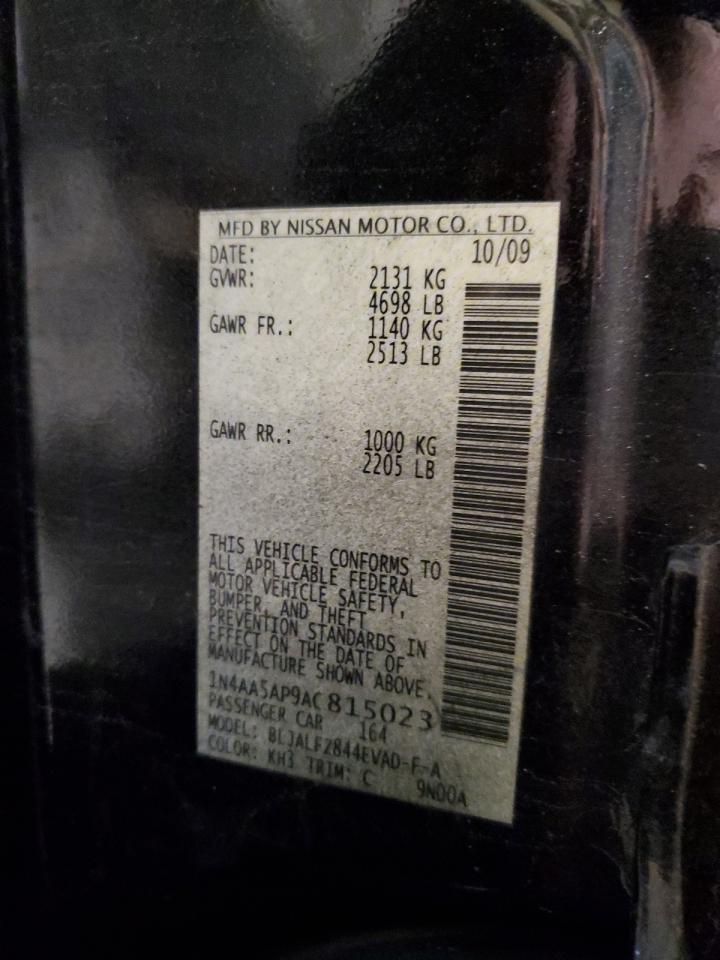 MFD BY NISSAN MOTOR CO., LTD.
DATE: 10/09
GVWR: 2131 KG
4698 LB
GAWR FR.: 1140 KG
2513 LB
GAWR RR.: 1000 KG
2205 LB
THIS VEHICLE CONFORMS TO
ALL APPLICABLE FEDERAL
MOTOR VEHICLE SAFETY,
BUMPER, AND THEFT
PREVENTION STANDARDS IN
EFFECT ON THE DATE OF
MANUFACTURE SHOWN ABOVE.
1N4AA5AP9AC815023
PASSENGER CAR 164
MODEL: BLJALF2844EVAD-F-A
COLOR: KH3 TRIM: C 9N00A